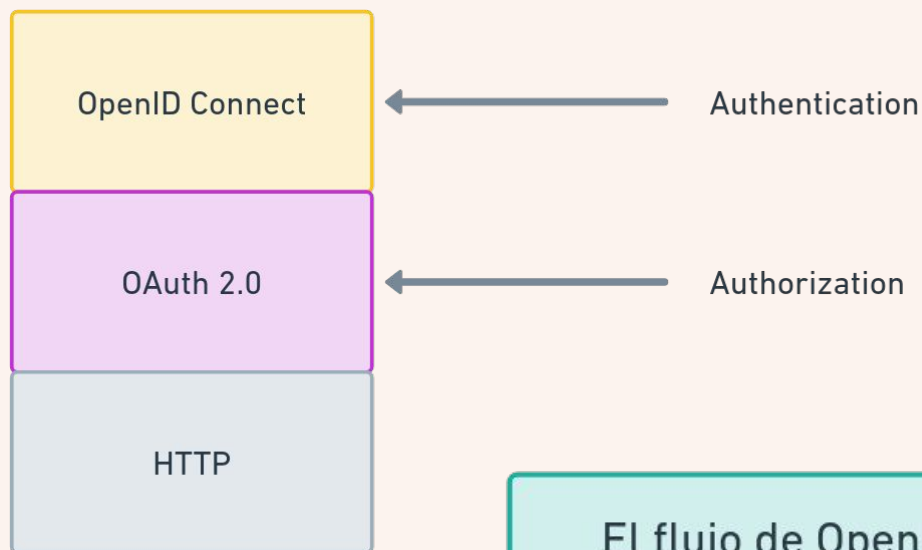 OpenID Connect
Authentication
OAuth 2.0
Authorization
HTTP
El flujo de Open